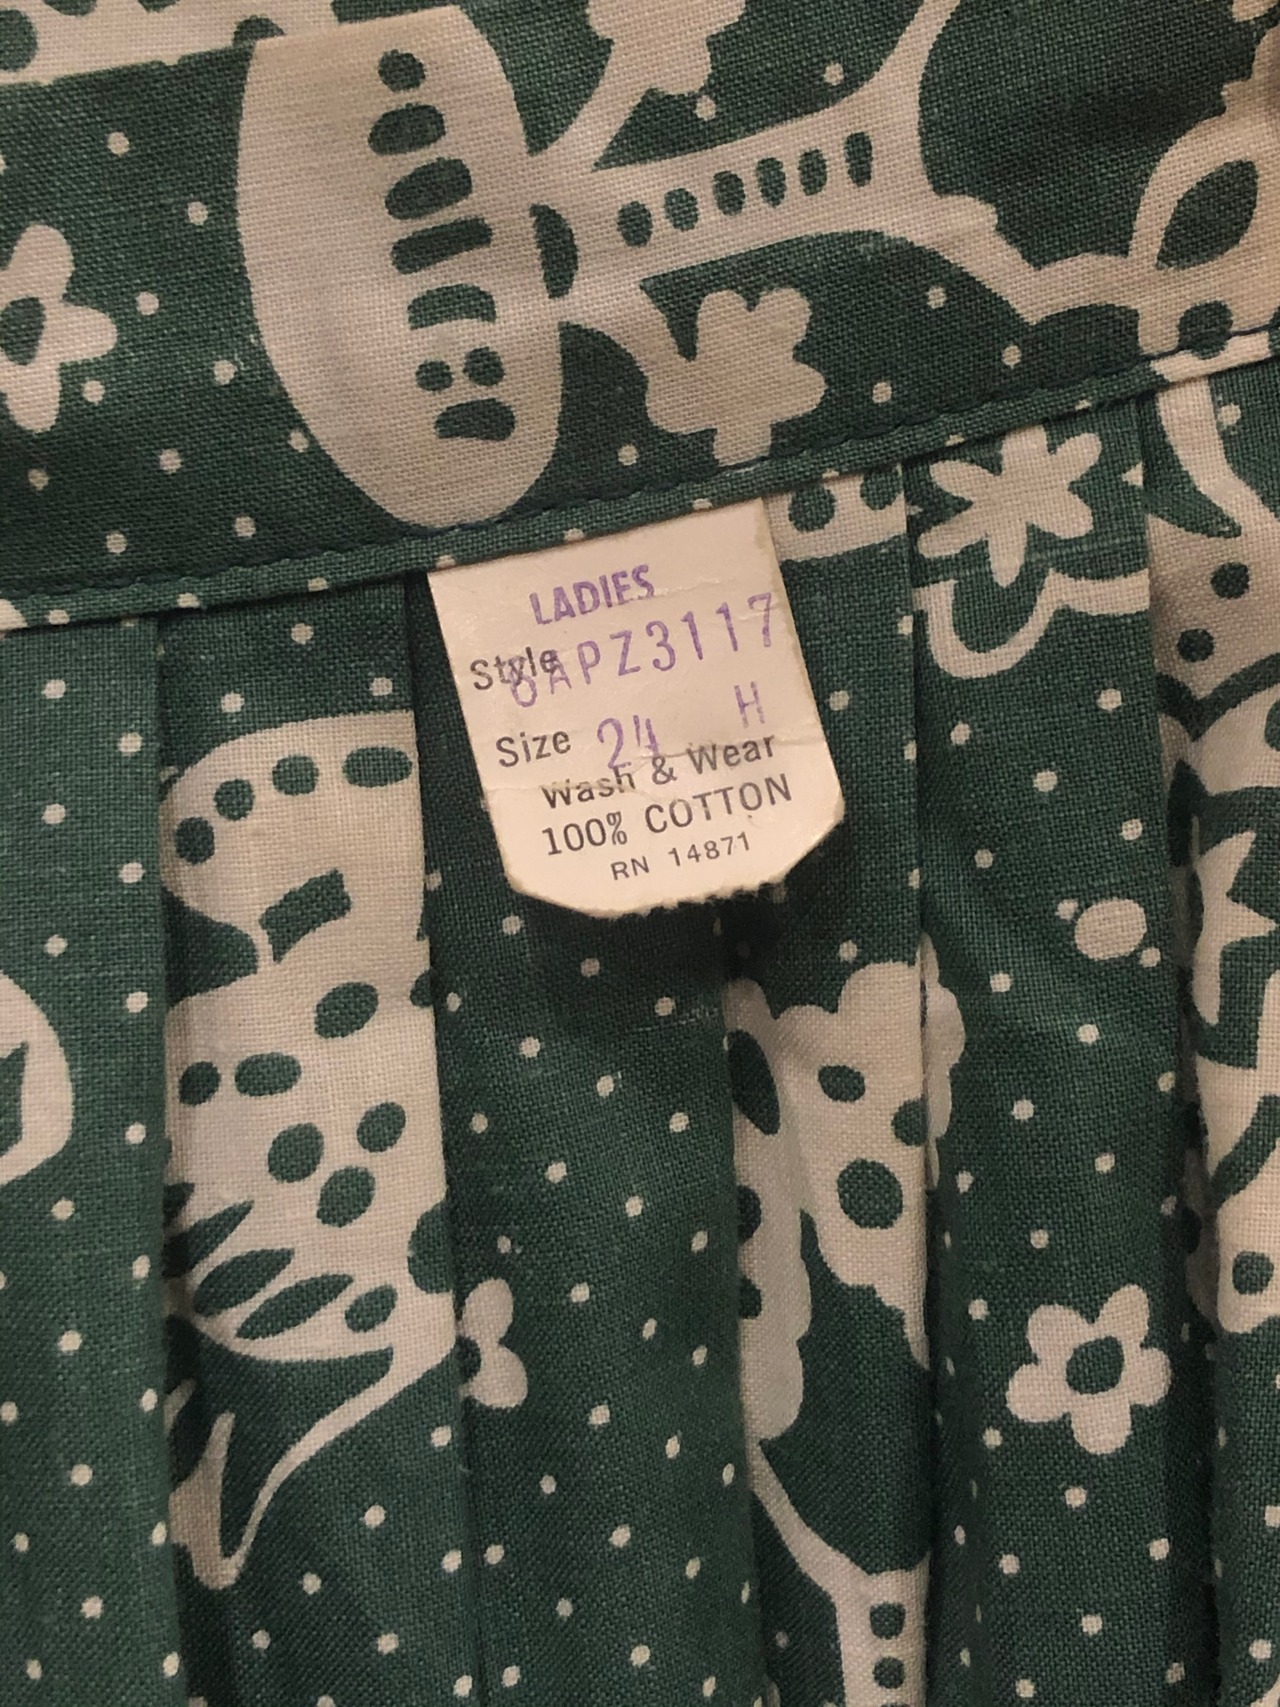 LADIES
Style 8APZ3117
Size 24 H
Wash & Wear
100% COTTON
RN 14871